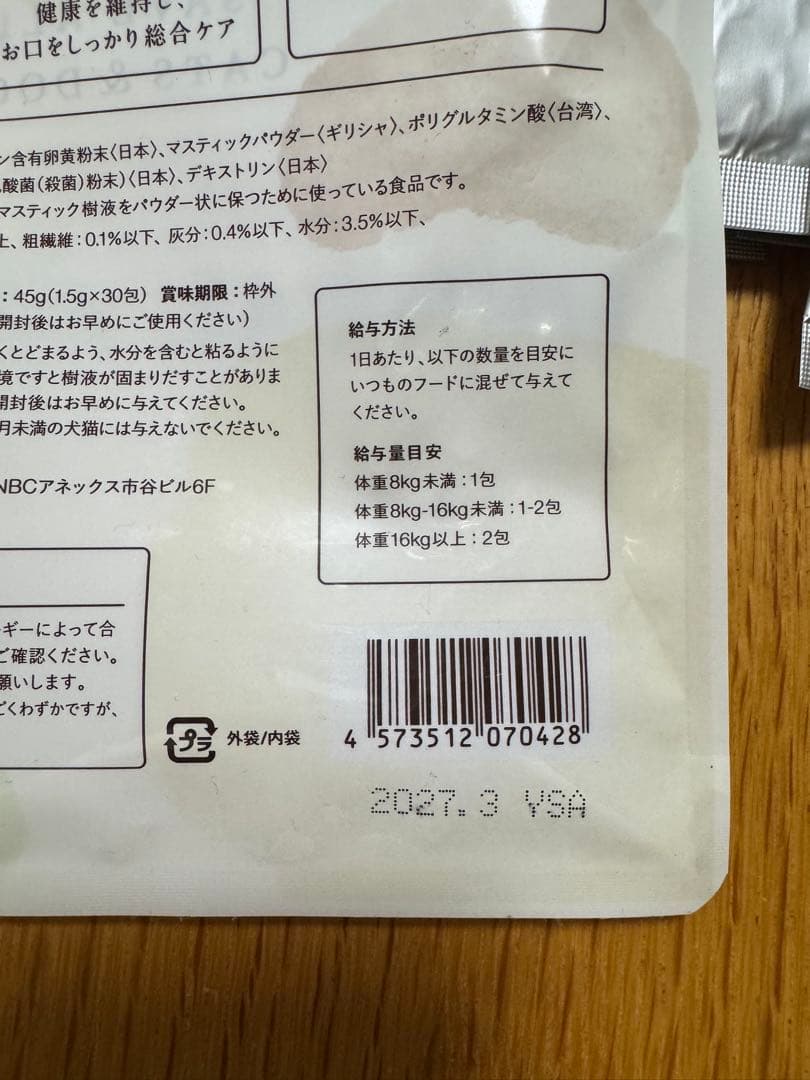 健康を維持し、
お口をしっかり総合ケア
CATS & DO
ン含有卵黄粉末〈日本〉、マスティックパウダー〈ギリシャ〉、ポリグルタミン酸〈台湾〉、
酸菌(殺菌)粉末)〈日本〉、デキストリン〈日本〉
マスティック樹液をパウダー状に保つために使っている食品です。
上、粗繊維：0.1%以下、灰分：0.4%以下、水分：3.5%以下、
：45g(1.5g×30包) 賞味期限：枠外
開封後はお早めにご使用ください）
くとどまるよう、水分を含むと粘るように
境ですと樹液が固まりだすことがありま
開封後はお早めに与えてください。
月未満の犬猫には与えないでください。
NBCアネックス市谷ビル6F
給与方法
1日あたり、以下の数量を目安に
いつものフードに混ぜて与えて
ください。
給与量目安
体重8kg未満：1包
体重8kg-16kg未満：1-2包
体重16kg以上：2包
ギーによって合
ご確認ください。
願いします。
ごくわずかですが、
プラ 外袋/内袋
4 573512 070428
2027. 3 YSA